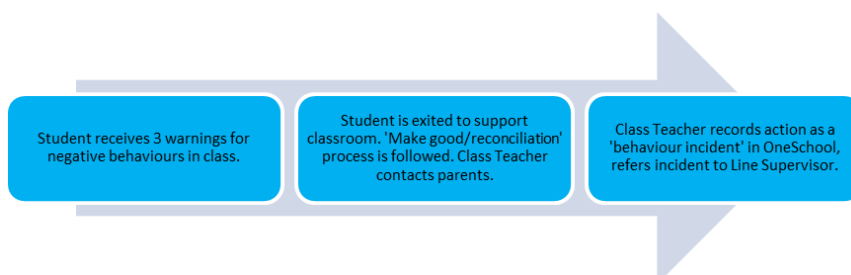 Student receives 3 warnings for
negative behaviours in class.
Student is exited to support
classroom. 'Make good/reconciliation'
process is followed. Class Teacher
contacts parents.
Class Teacher records action as a
'behaviour incident' in OneSchool,
refers incident to Line Supervisor.